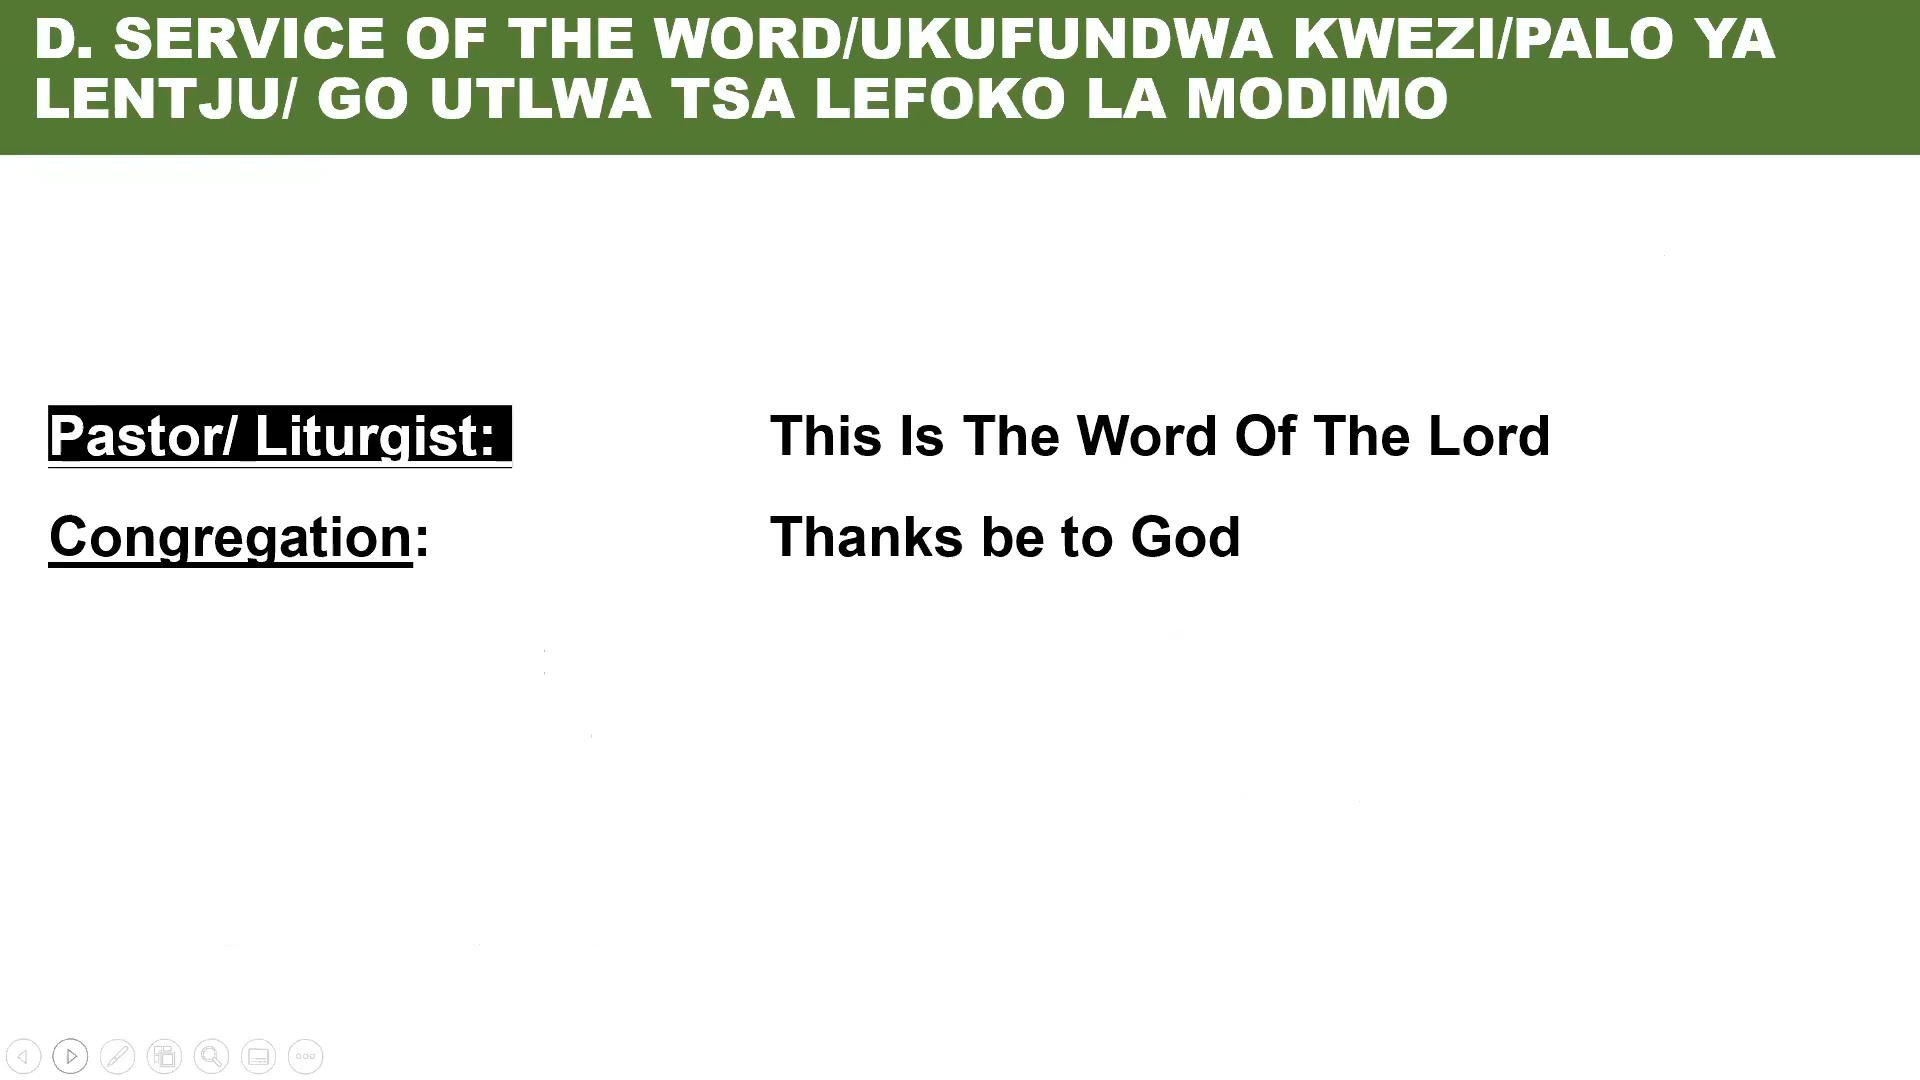 D. SERVICE OF THE WORD/UKUFUNDWA KWEZI/PALO YA
LENTJU/ GO UTLWA TSA LEFOKO LA MODIMO
Pastor/ Liturgist: This Is The Word Of The Lord
Congregation: Thanks be to God